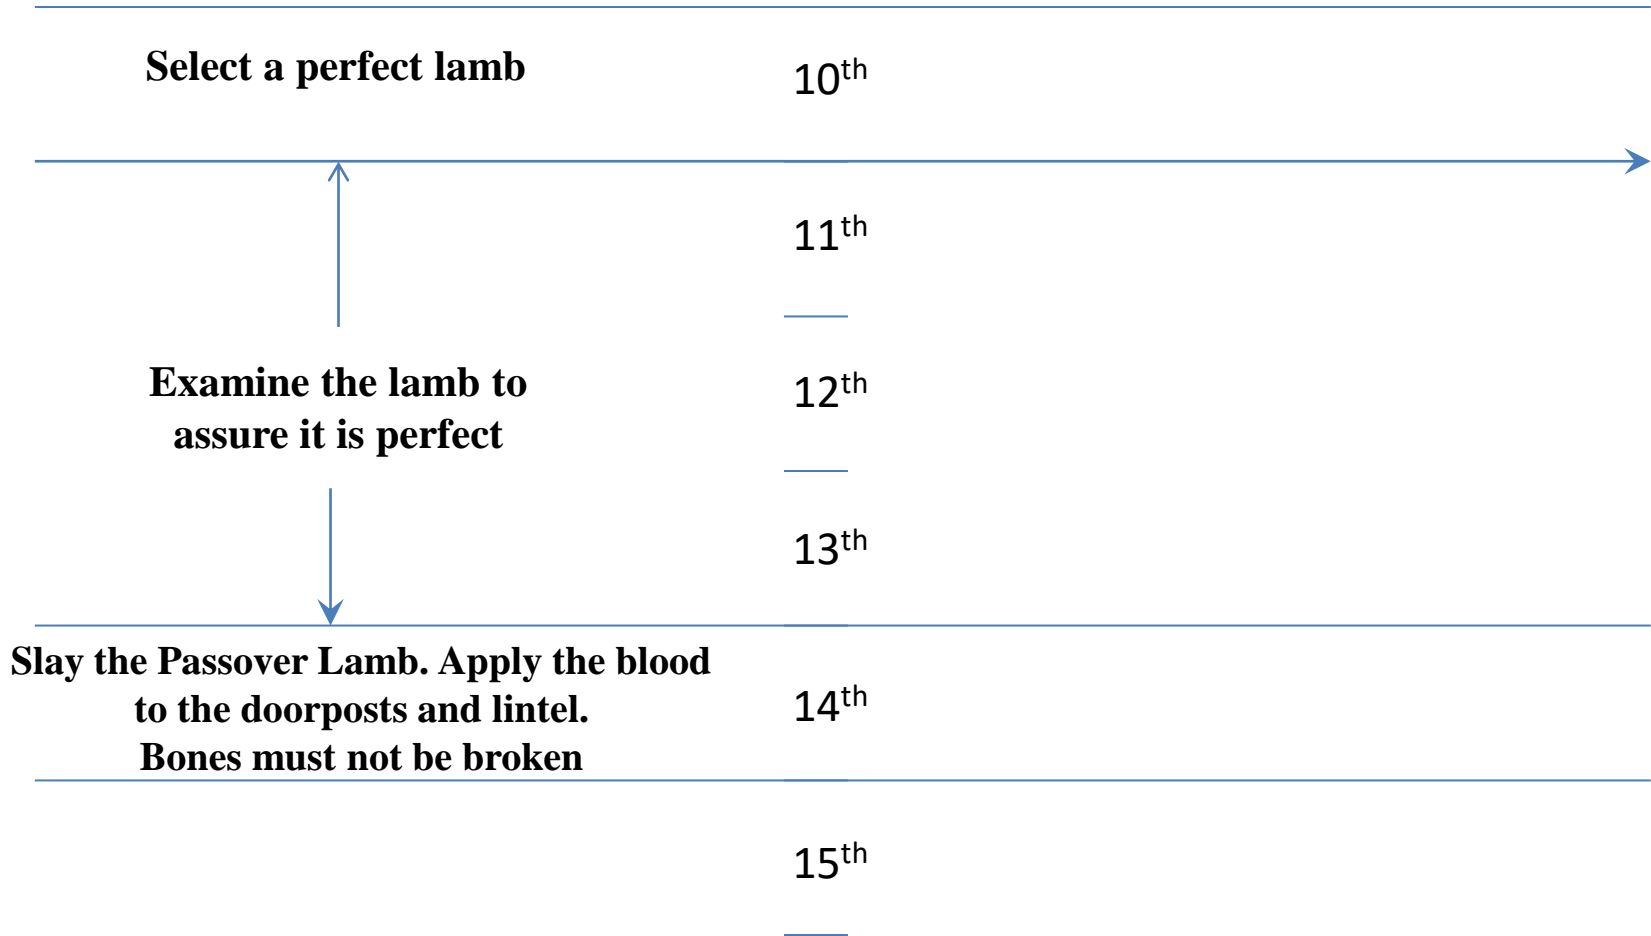 Select a perfect lamb
10th
11th
Examine the lamb to
assure it is perfect
12th
13th
Slay the Passover Lamb. Apply the blood
to the doorposts and lintel.
Bones must not be broken
14th
15th